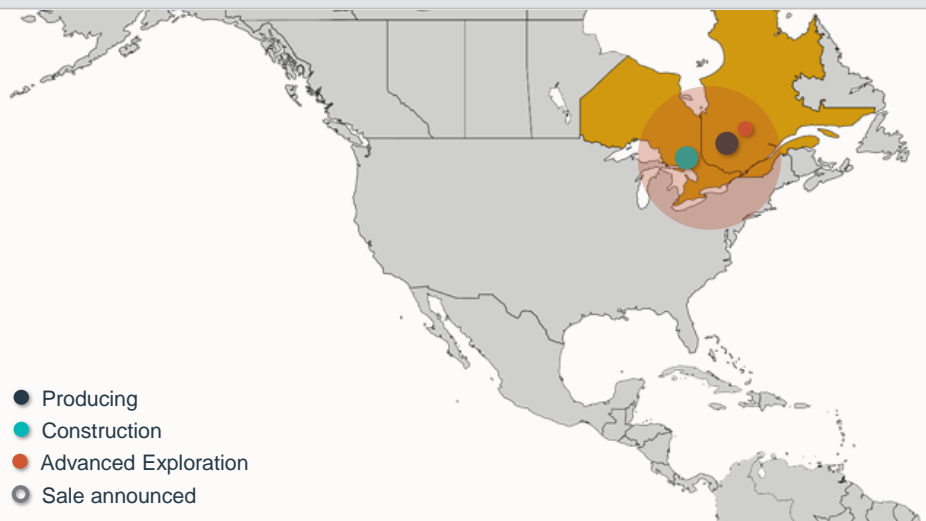 Producing
Construction
Advanced Exploration
Sale announced